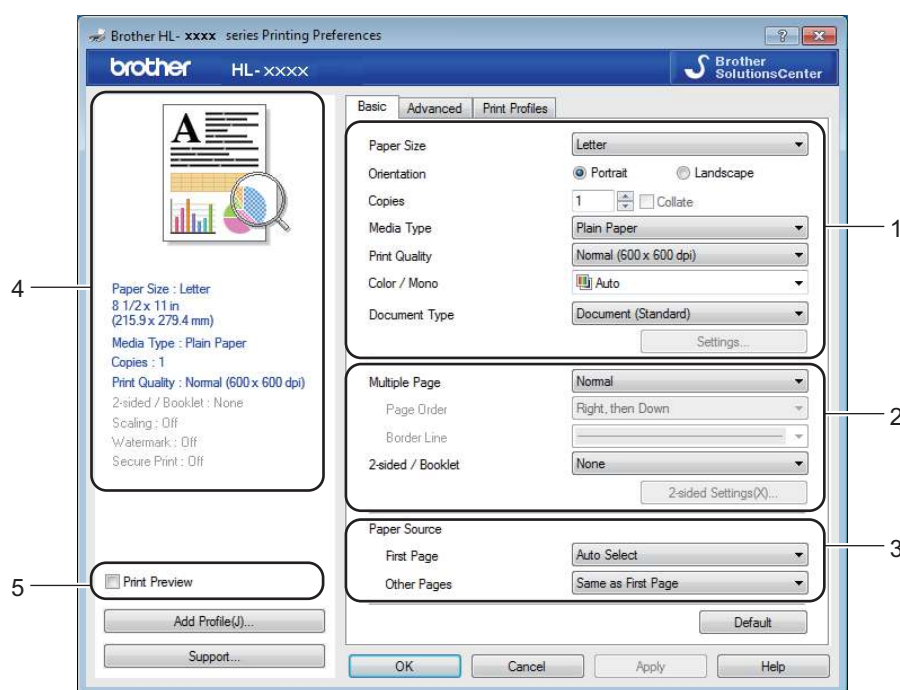 Brother HL- xxxx series Printing Preferences
brother HL-xxxx
Brother
SolutionsCenter
A
Paper Size : Letter
8 1/2 x 11 in
(215.9 x 279.4 mm)
Media Type : Plain Paper
Copies : 1
Print Quality : Normal (600 x 600 dpi)
2-sided / Booklet : None
Scaling : Off
Watermark : Off
Secure Print : Off
4
Print Preview
5
Add Profile(J)...
Support...
Basic Advanced Print Profiles
Paper Size Letter
Orientation Portrait Landscape
Copies 1 Collate
Media Type Plain Paper
Print Quality Normal (600 x 600 dpi)
Color / Mono Auto
Document Type Document (Standard)
Settings...
1
Multiple Page Normal
Page Order Right, then Down
Border Line
2-sided / Booklet None
2-sided Settings(X)...
2
Paper Source
First Page Auto Select
Other Pages Same as First Page
3
Default
OK Cancel Apply Help